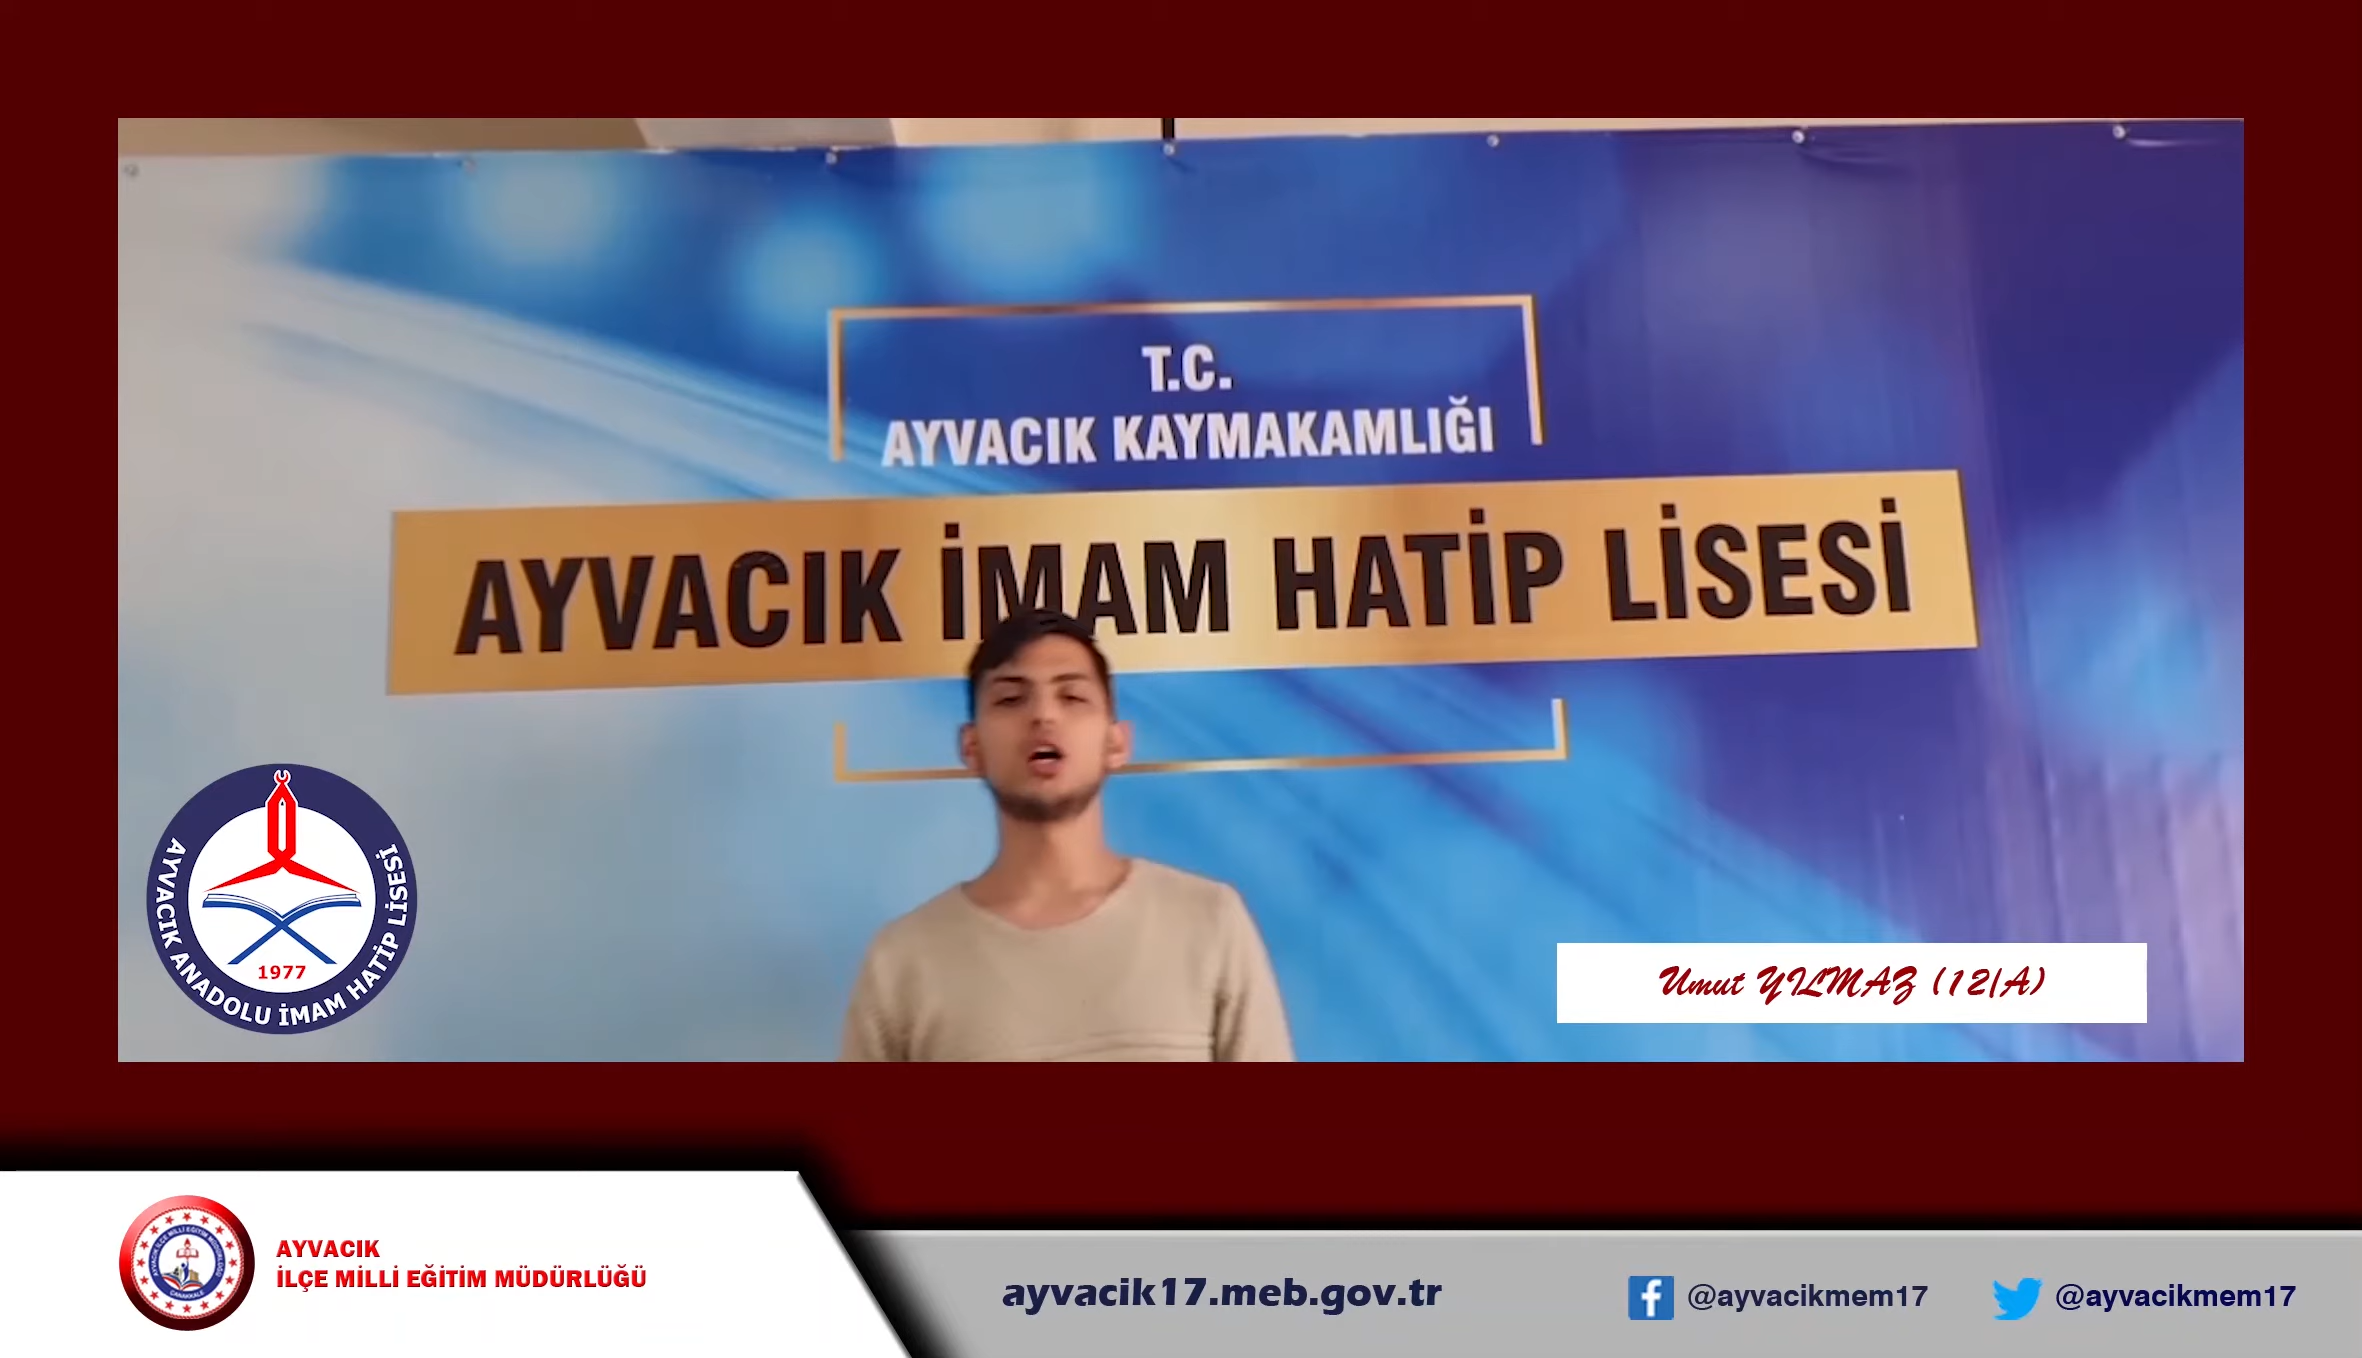 T.C.
AYVACIK KAYMAKAMLIĞI
AYVACIK İMAM HATİP LİSESİ
AYVACIK ANADOLU İMAM HATİP LİSESİ
1977
Umut YILMAZ (12/A)
AYVACIK
İLÇE MİLLİ EĞİTİM MÜDÜRLÜĞÜ
ayvacik17.meb.gov.tr
@ayvacikmem17
@ayvacikmem17